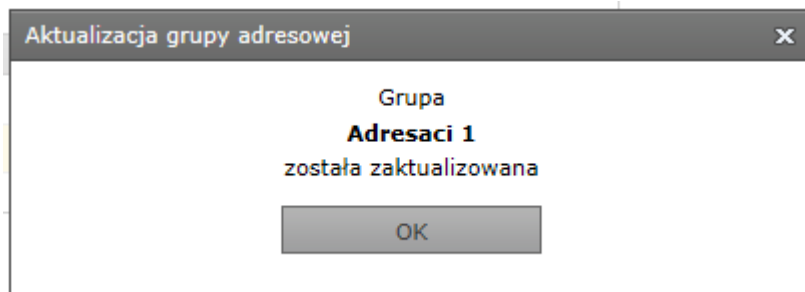 Aktualizacja grupy adresowej
Grupa
Adresaci 1
została zaktualizowana
OK